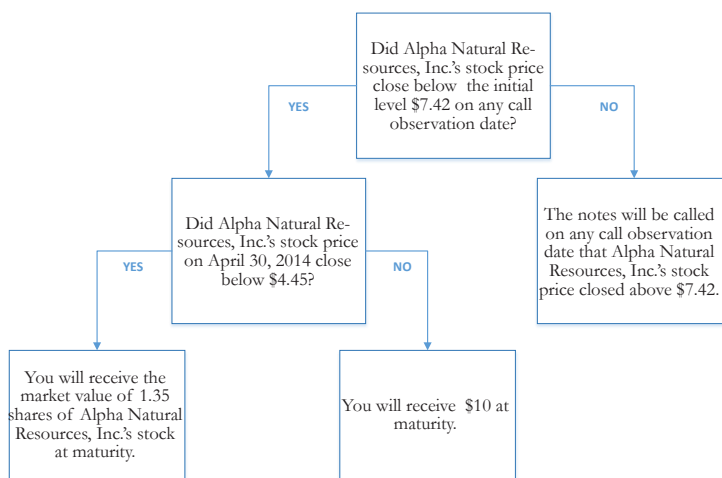 Did Alpha Natural Re-
sources, Inc.'s stock price
close below the initial
level $7.42 on any call
observation date?
YES
NO
Did Alpha Natural Re-
sources, Inc.'s stock price
on April 30, 2014 close
below $4.45?
The notes will be called
on any call observation
date that Alpha Natural
Resources, Inc.'s stock
price closed above $7.42.
YES
NO
You will receive the
market value of 1.35
shares of Alpha Natural
Resources, Inc.'s stock
at maturity.
You will receive $10 at
maturity.